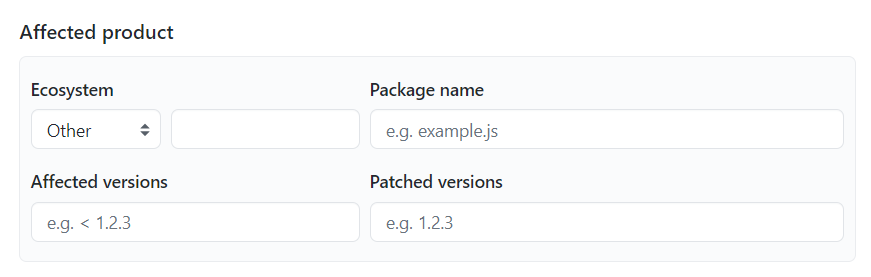 Affected product
Ecosystem Package name
Other e.g. example.js
Affected versions Patched versions
e.g. < 1.2.3 e.g. 1.2.3